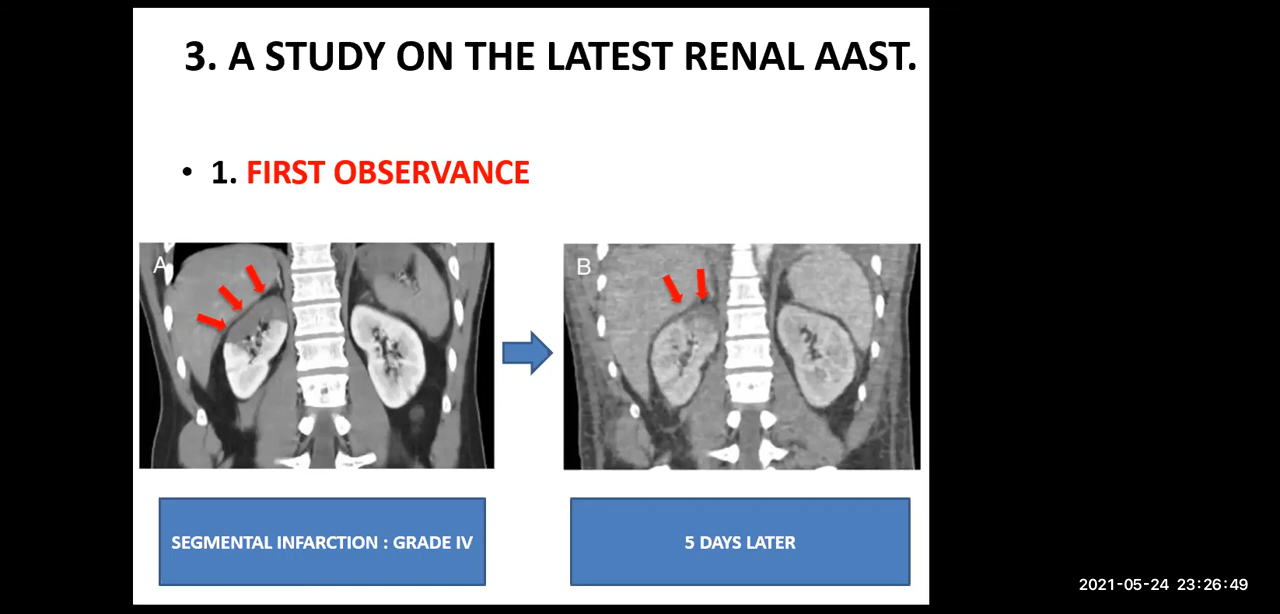 3. A STUDY ON THE LATEST RENAL AAST.
• 1. FIRST OBSERVANCE
A
B
SEGMENTAL INFARCTION : GRADE IV
5 DAYS LATER
2021-05-24 23:26:49